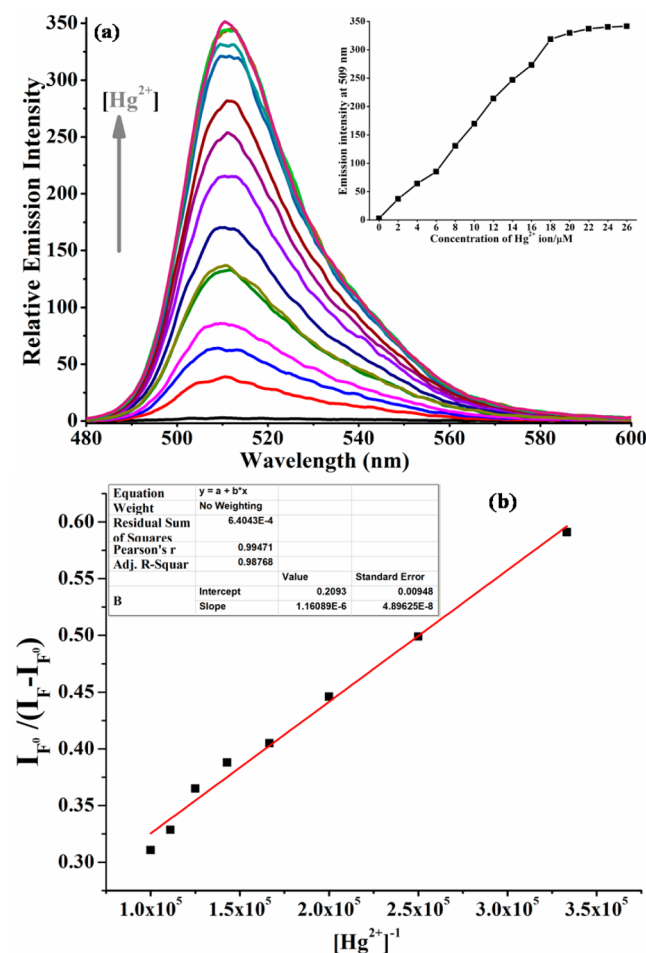 (a)
350
300
250
200
150
100
50
0
Relative Emission Intensity
[Hg²⁺]
480 500 520 540 560 580 600
Wavelength (nm)
350
300
250
200
150
100
50
0
Emission intensity at 509 nm
0 2 4 6 8 10 12 14 16 18 20 22 24 26
Concentration of Hg²⁺ ion/μM
(b)
Equation y = a + b*x
Weight No Weighting
Residual Sum of Squares 6.4043E-4
Pearson's r 0.99471
Adj. R-Squar 0.98768
Value Standard Error
B Intercept 0.2093 0.00948
Slope 1.16089E-6 4.89625E-8
0.60
0.55
0.50
0.45
0.40
0.35
0.30
I_F⁰ /(I_F-I_F⁰)
1.0x10⁵ 1.5x10⁵ 2.0x10⁵ 2.5x10⁵ 3.0x10⁵ 3.5x10⁵
[Hg²⁺]⁻¹